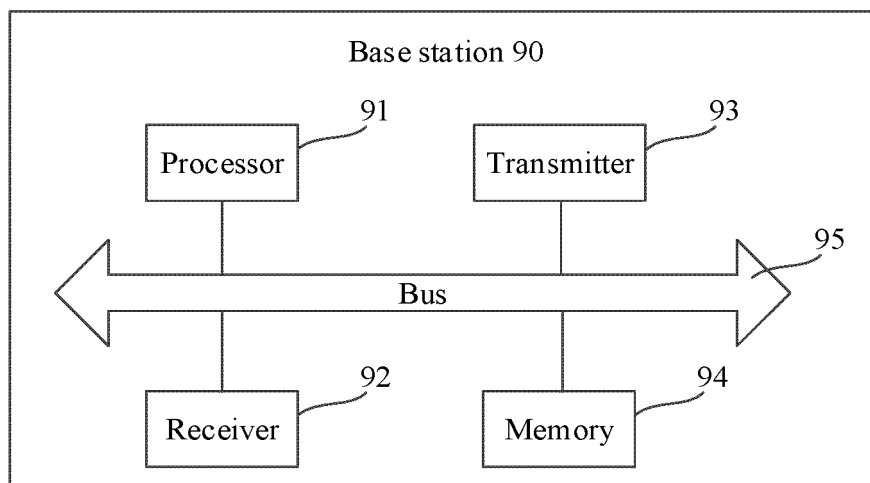 Base station 90
91
93
Processor
Transmitter
95
Bus
92
94
Receiver
Memory